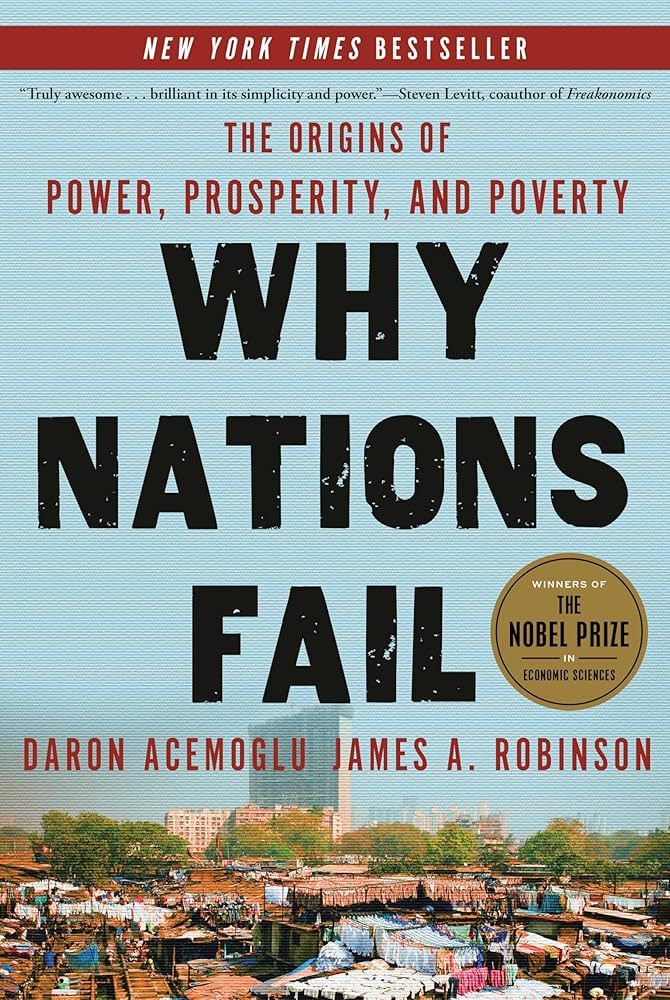 NEW YORK TIMES BESTSELLER
“Truly awesome . . . brilliant in its simplicity and power.”—Steven Levitt, coauthor of Freakonomics
THE ORIGINS OF
POWER, PROSPERITY, AND POVERTY
WHY
NATIONS
FAIL
WINNERS OF
THE
NOBEL PRIZE
IN
ECONOMIC SCIENCES
DARON ACEMOGLU JAMES A. ROBINSON